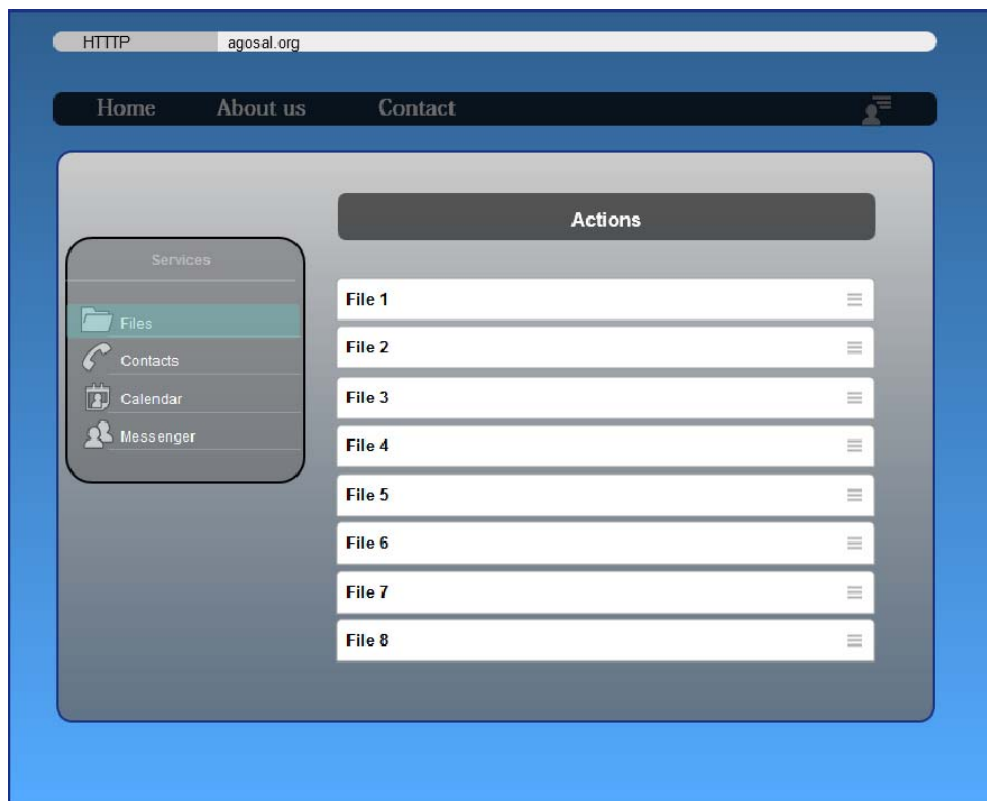 HTTTP agosal.org
Home About us Contact
Actions
Services
Files
Contacts
Calendar
Messenger
File 1
File 2
File 3
File 4
File 5
File 6
File 7
File 8